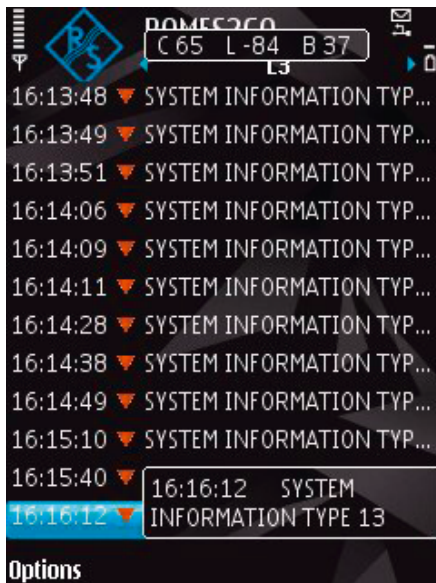 ROMES2GO
C 65 L -84 B 37
L3
R&S
16:13:48 SYSTEM INFORMATION TYP...
16:13:49 SYSTEM INFORMATION TYP...
16:13:51 SYSTEM INFORMATION TYP...
16:14:06 SYSTEM INFORMATION TYP...
16:14:09 SYSTEM INFORMATION TYP...
16:14:11 SYSTEM INFORMATION TYP...
16:14:28 SYSTEM INFORMATION TYP...
16:14:38 SYSTEM INFORMATION TYP...
16:14:49 SYSTEM INFORMATION TYP...
16:15:10 SYSTEM INFORMATION TYP...
16:15:40
16:16:12 SYSTEM
16:16:12 INFORMATION TYPE 13
Options